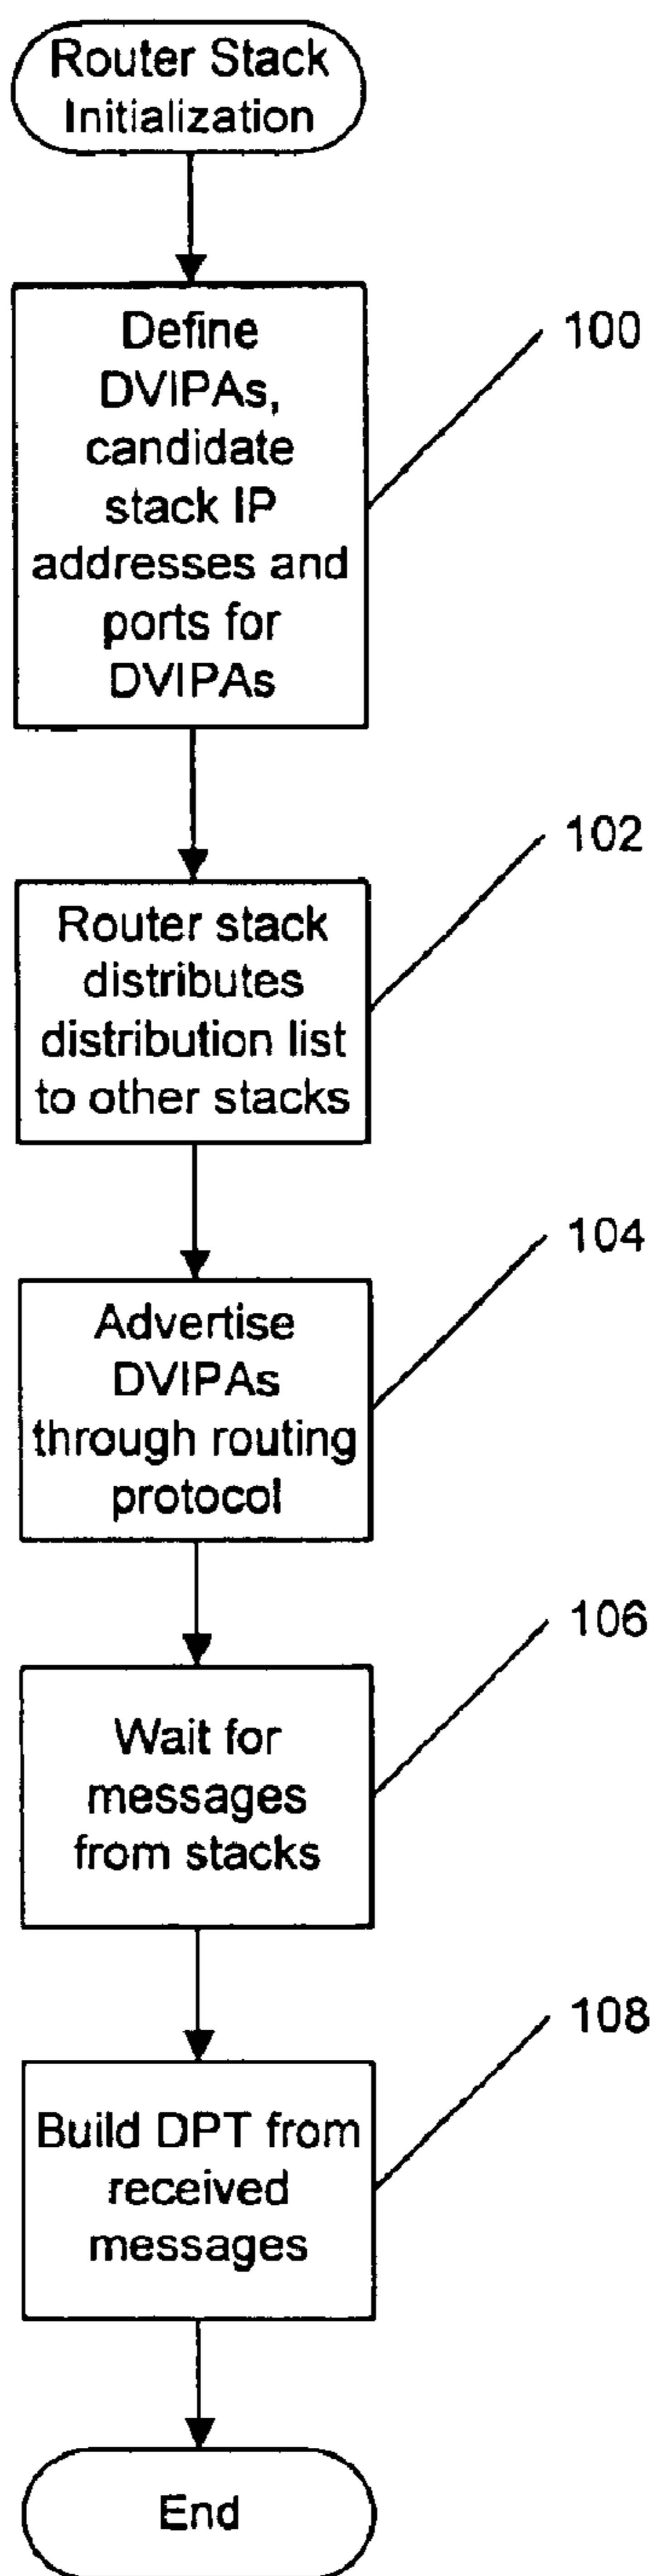 Router Stack
Initialization
Define
DVIPAs,
candidate
stack IP
addresses and
ports for
DVIPAs
100
Router stack
distributes
distribution list
to other stacks
102
Advertise
DVIPAs
through routing
protocol
104
Wait for
messages
from stacks
106
Build DPT from
received
messages
108
End